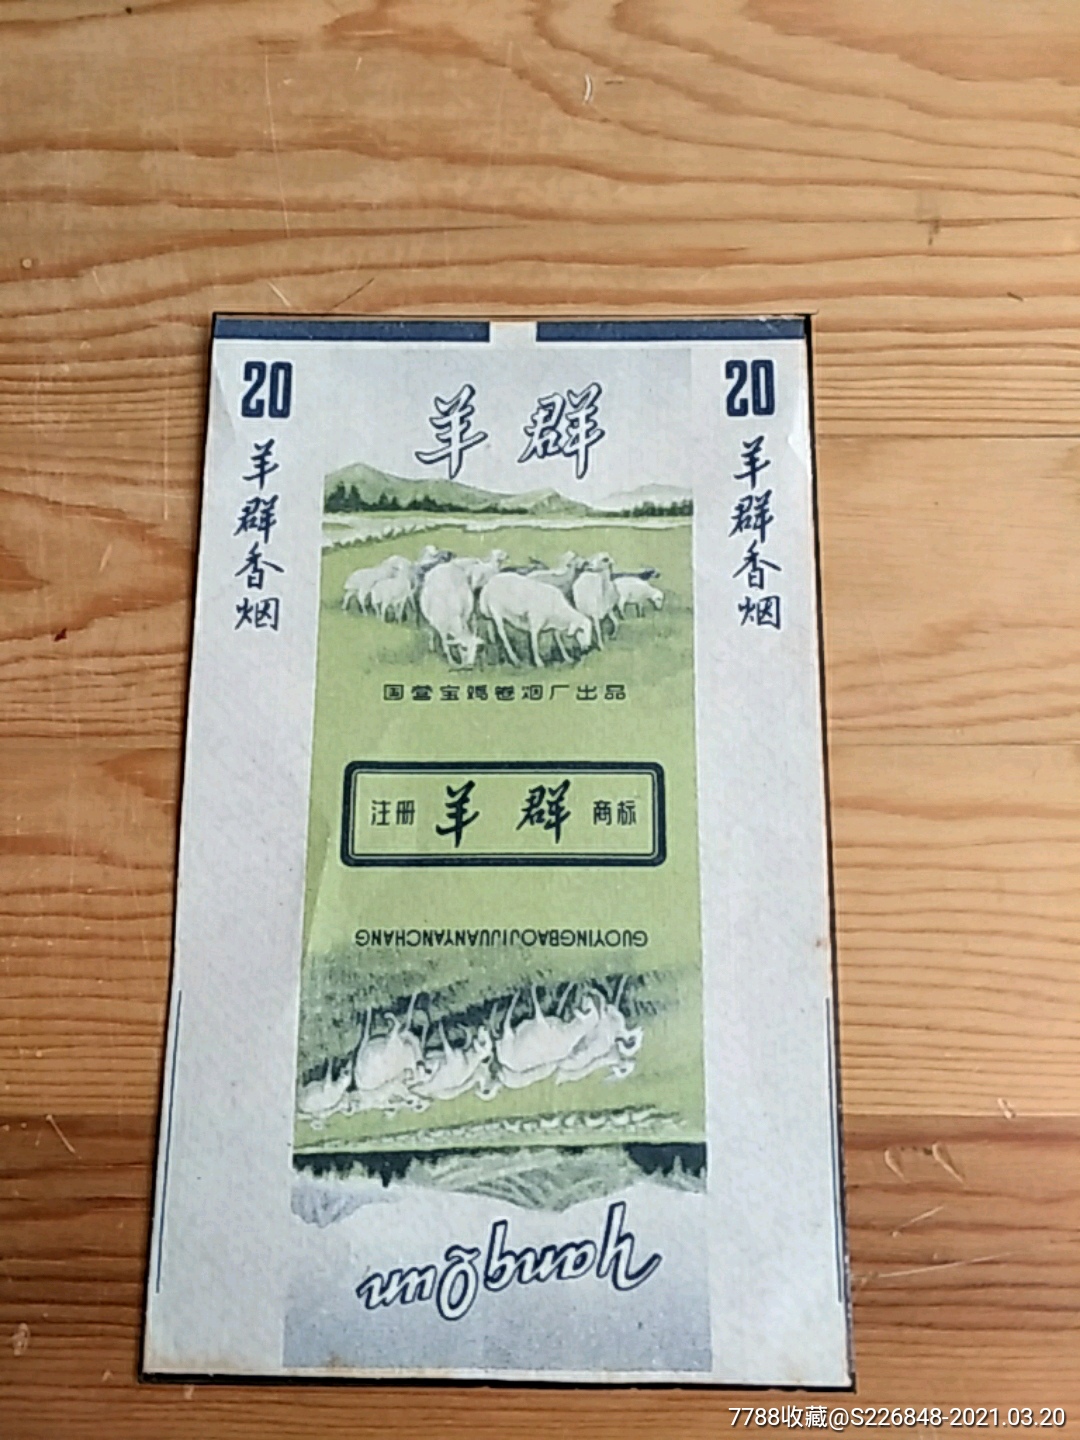 20
羊群香烟
羊 群
20
羊群香烟
国营宝鸡卷烟厂出品
注册 羊 群 商标
GUOYINGBAOJIJUANYANCHANG
yangQun
7788收藏@S226848-2021.03.20